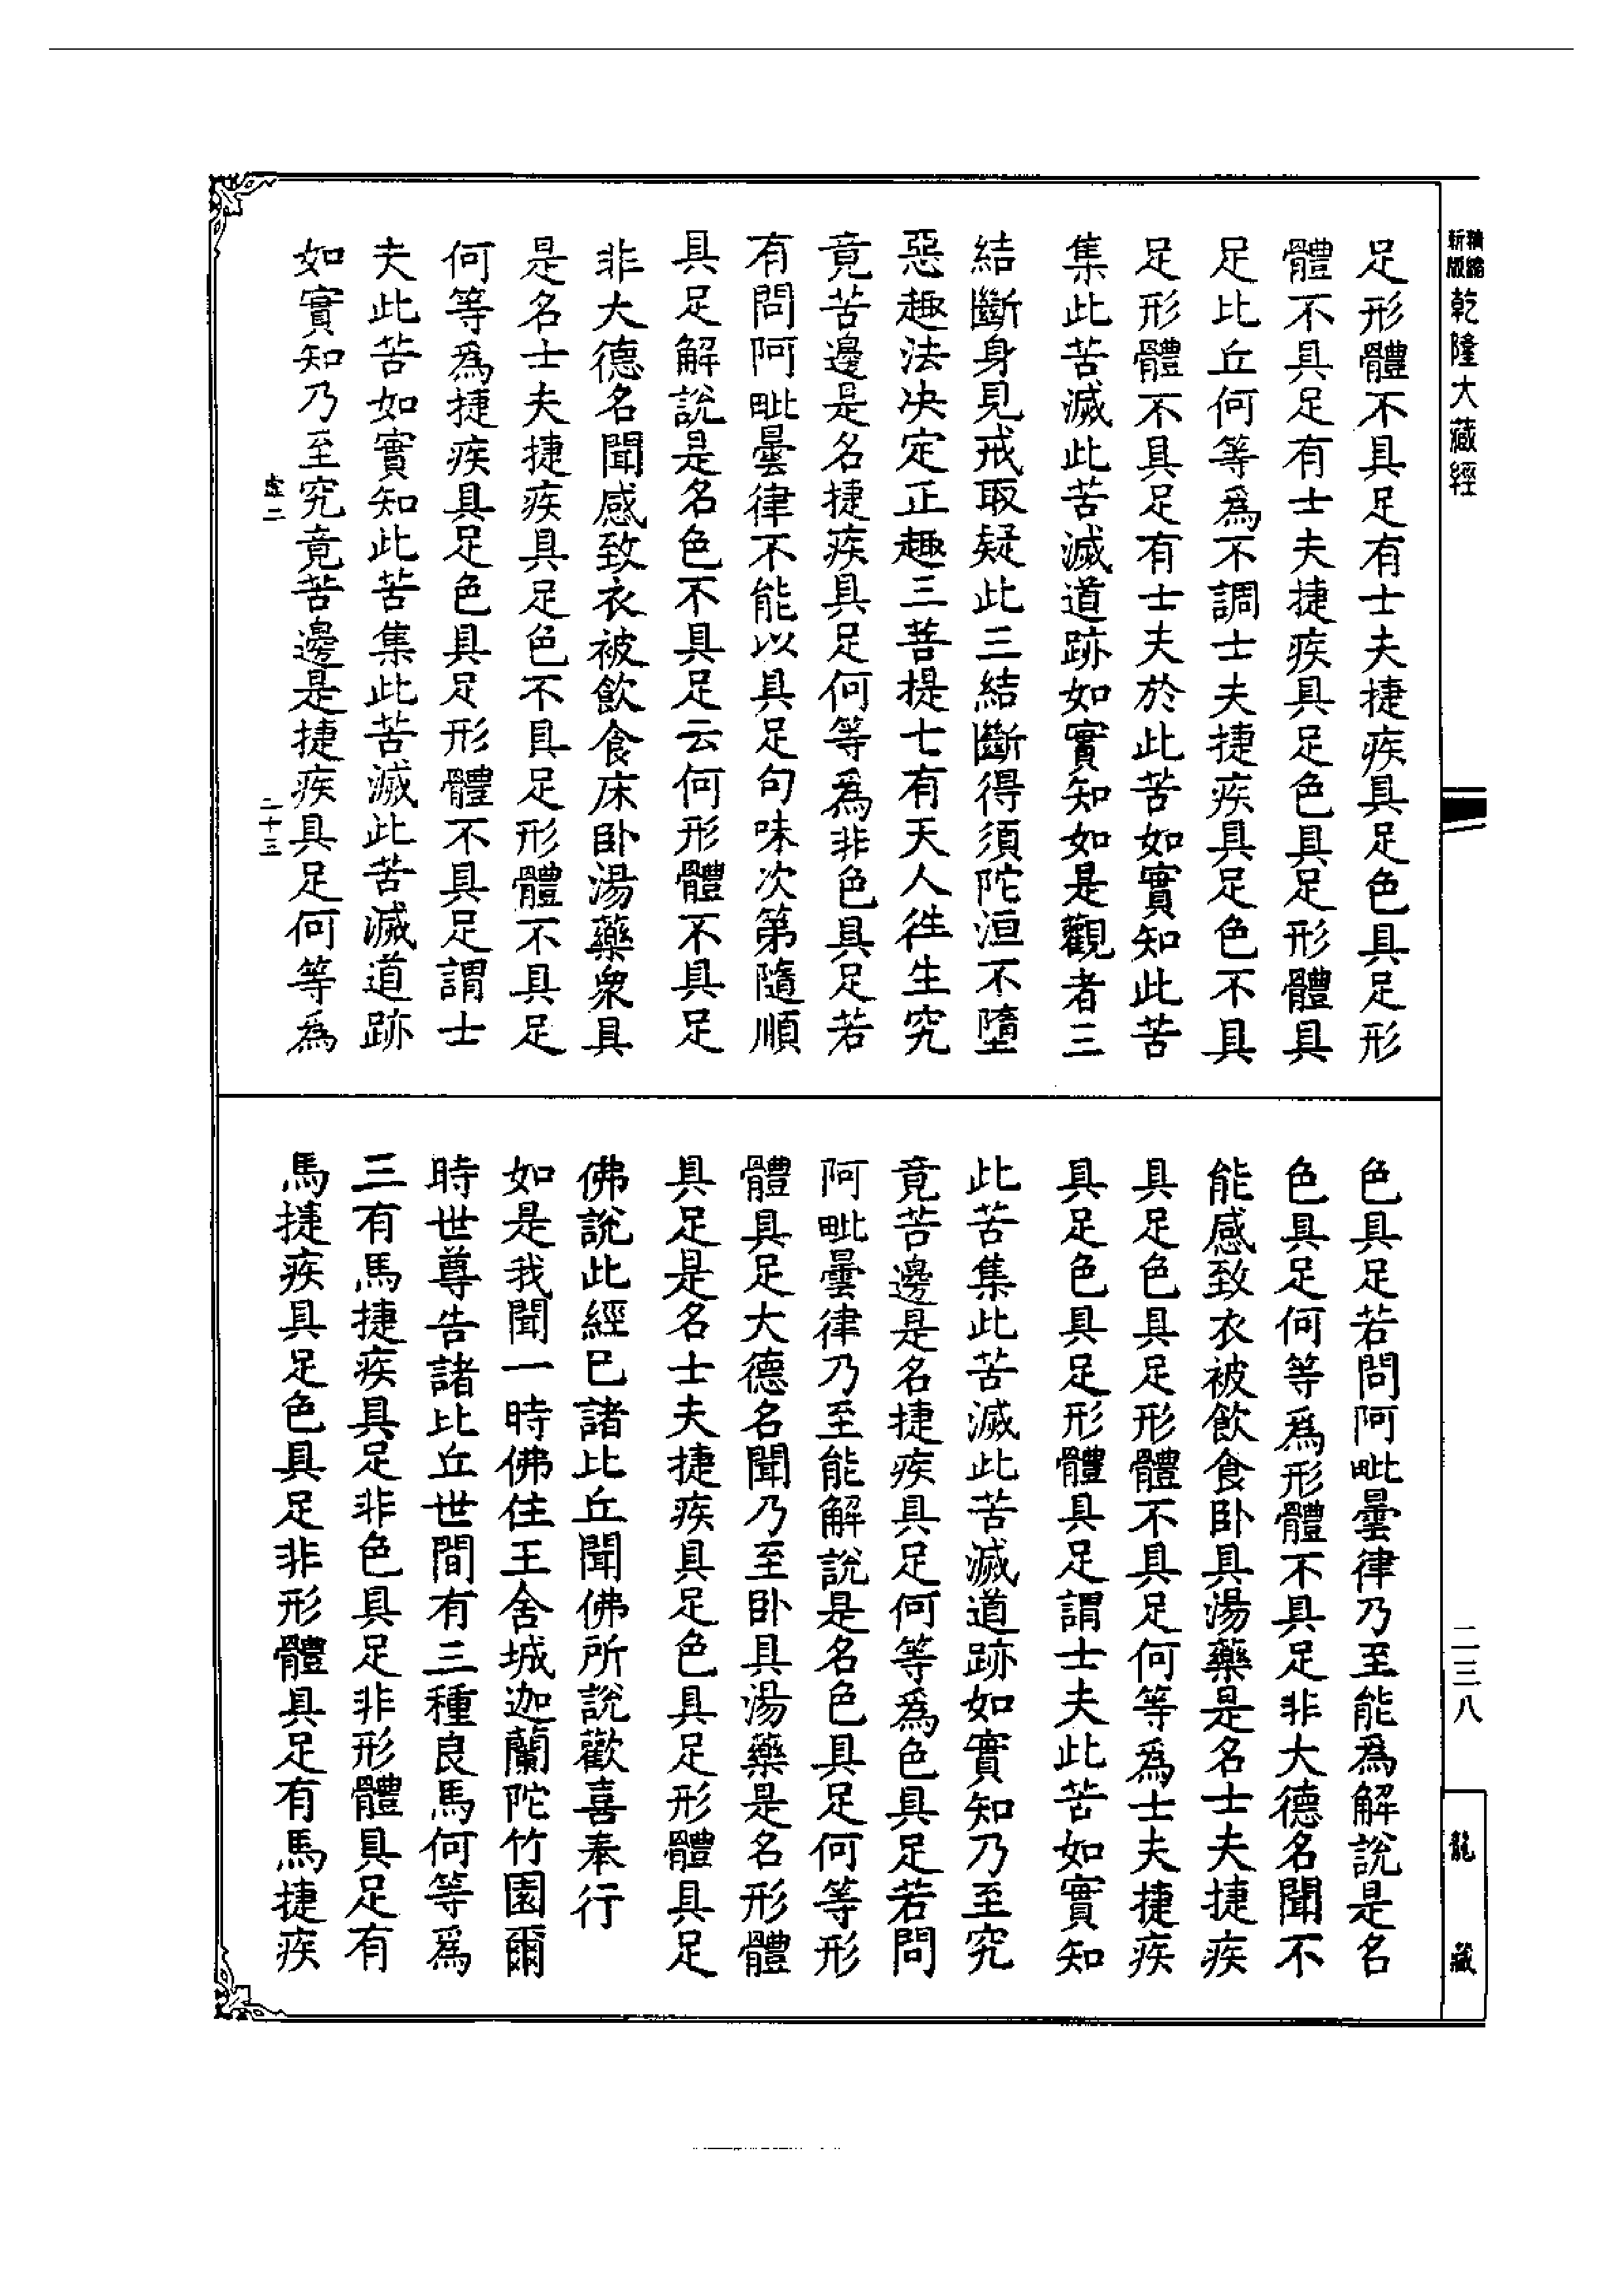 新版精縮乾隆大藏經
足形體不具足有士夫捷疾具足色具足形
體不具足有士夫捷疾具足色具足形體具
足比丘何等爲不調士夫捷疾具足色不具
足形體不具足有士夫於此苦如實知此苦
集此苦滅此苦滅道跡如實知如是觀者三
結斷身見戒取疑此三結斷得須陀洹不墮
惡趣法决定正趣三菩提七有天人徃生究
竟苦邊是名捷疾具足何等爲非色具足若
有問阿毗曇律不能以具足句味次第隨順
具足解說是名色不具足云何形體不具足
非大德名聞感致衣被飲食床卧湯藥衆具
是名士夫捷疾具足色不具足形體不具足
何等爲捷疾具足色具足形體不具足謂士
夫此苦如實知此苦集此苦滅此苦滅道跡
如實知乃至究竟苦邊是捷疾具足何等爲
虛二
二十三
色具足若問阿毗曇律乃至能爲解說是名
色具足何等爲形體不具足非大德名聞不
能感致衣被飲食卧具湯藥是名士夫捷疾
具足色具足形體不具足何等爲士夫捷疾
具足色具足形體具足謂士夫此苦如實知
此苦集此苦滅此苦滅道跡如實知乃至究
竟苦邊是名捷疾具足何等爲色具足若問
阿毗曇律乃至能解說是名色具足何等形
體具足大德名聞乃至卧具湯藥是名形體
具足是名士夫捷疾具足色具足形體具足
佛說此經已諸比丘聞佛所說歡喜奉行
如是我聞一時佛住王舍城迦蘭陀竹園爾
時世尊告諸比丘世間有三種良馬何等爲
三有馬捷疾具足非色具足非形體具足有
馬捷疾具足色具足非形體具足有馬捷疾
二三八
龍藏